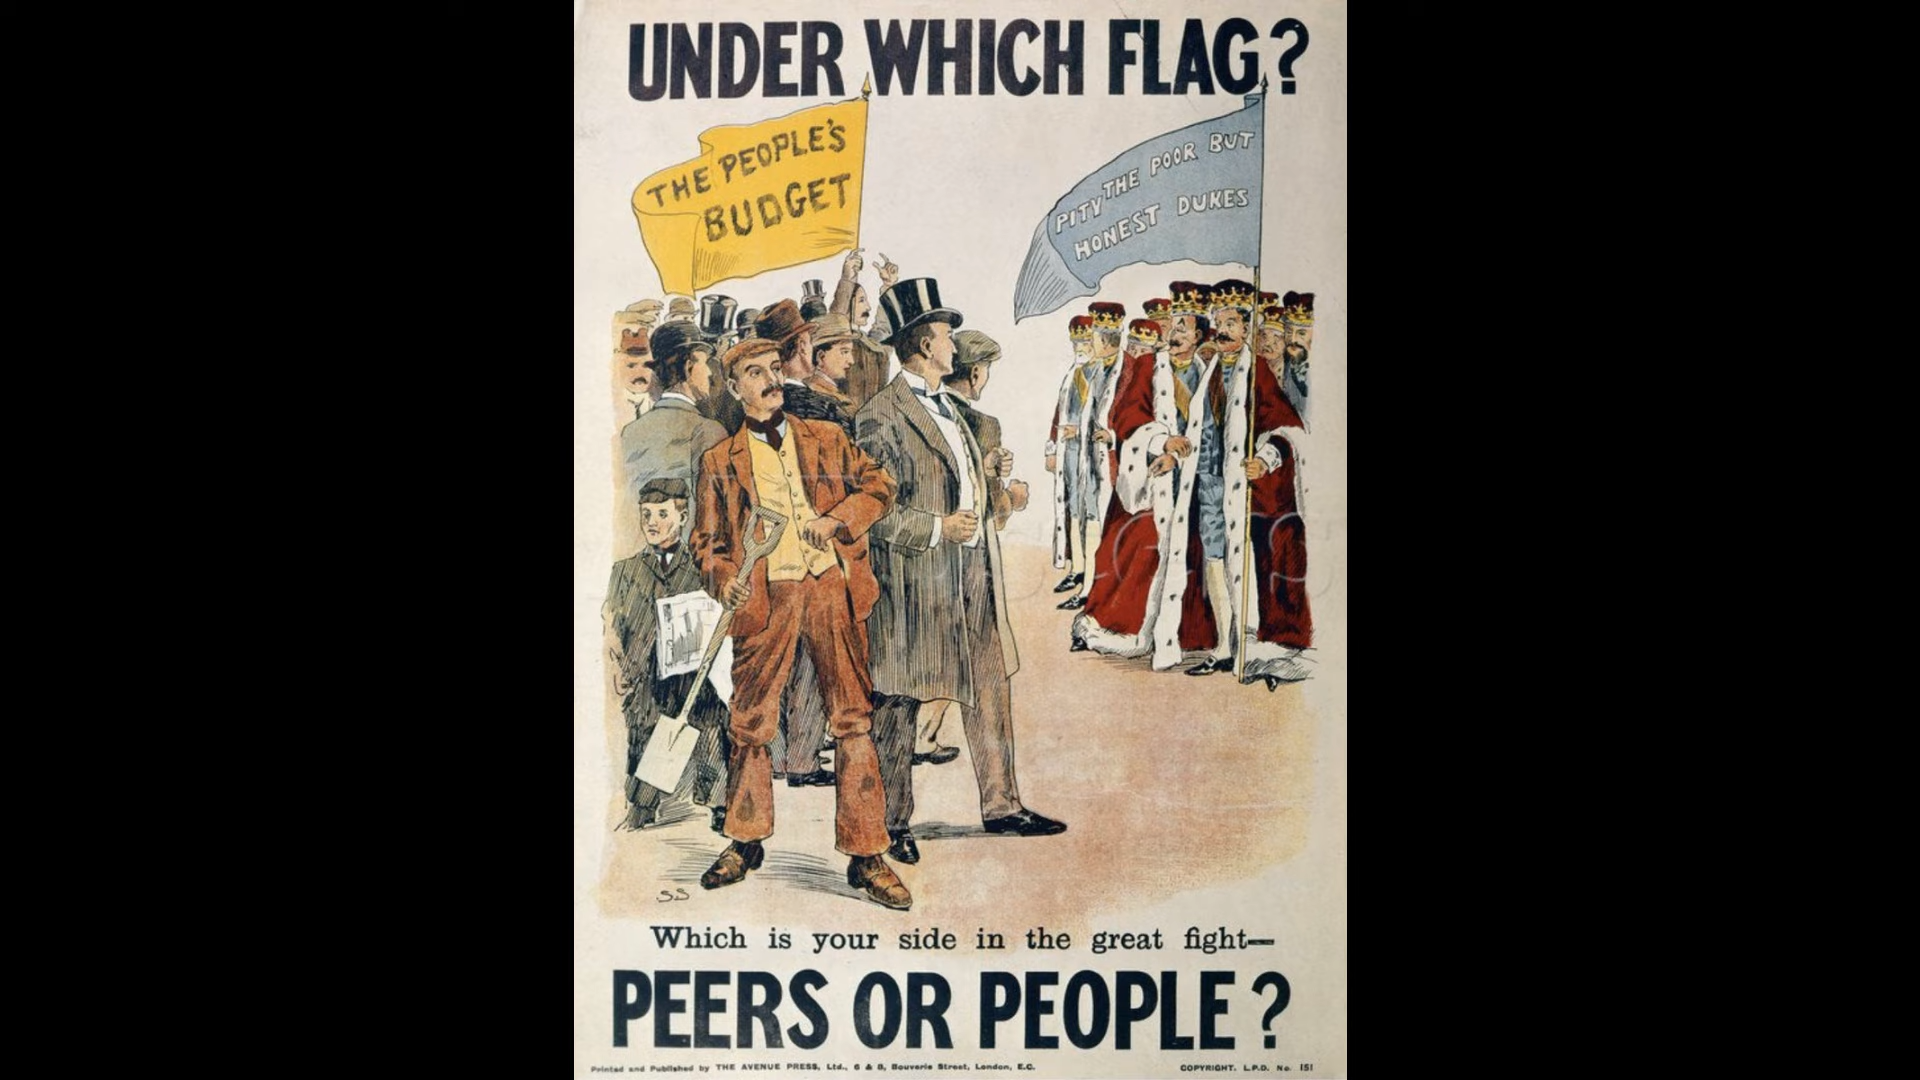 UNDER WHICH FLAG?
THE PEOPLE'S
BUDGET
PITY THE POOR BUT
HONEST DUKES
SS
Which is your side in the great fight—
PEERS OR PEOPLE?
Printed and Published by THE AVENUE PRESS, Ltd., 6 & 8, Bouverie Street, London, E.C.
COPYRIGHT. L.P.D. No. 151